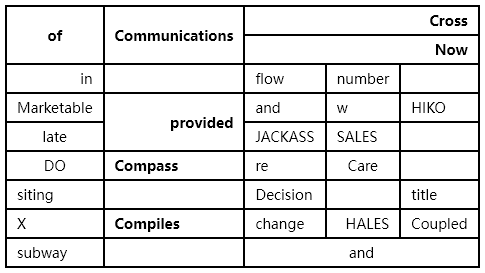 of Communications Cross
Now
in flow number
Marketable provided and w HIKO
late JACKASS SALES
DO Compass re Care
siting Decision title
X Compiles change HALES Coupled
subway and